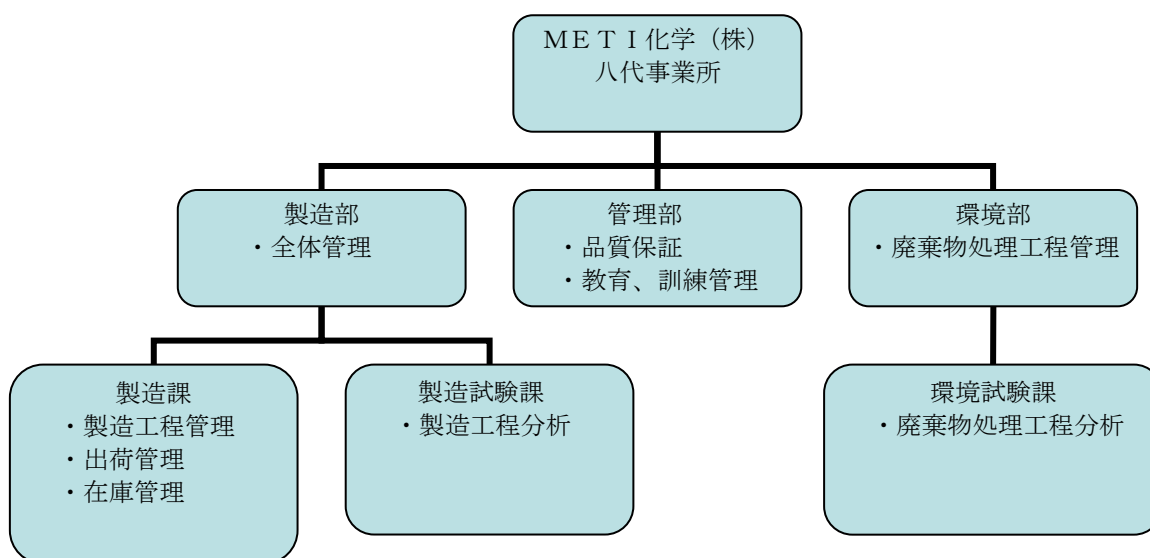 METI化学(株)
八代事業所
製造部
・全体管理
管理部
・品質保証
・教育、訓練管理
環境部
・廃棄物処理工程管理
製造課
・製造工程管理
・出荷管理
・在庫管理
製造試験課
・製造工程分析
環境試験課
・廃棄物処理工程分析